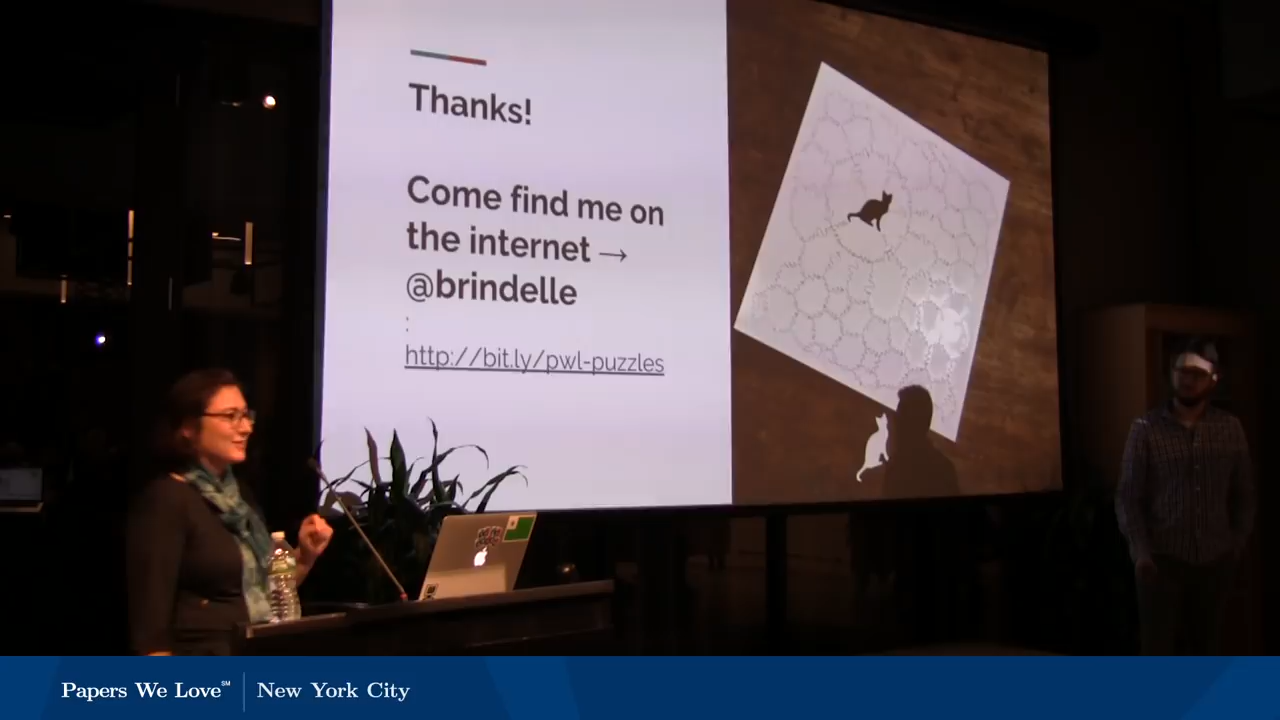 Thanks!
Come find me on
the internet →
@brindelle
:
http://bit.ly/pwl-puzzles
Papers We Love℠ | New York City